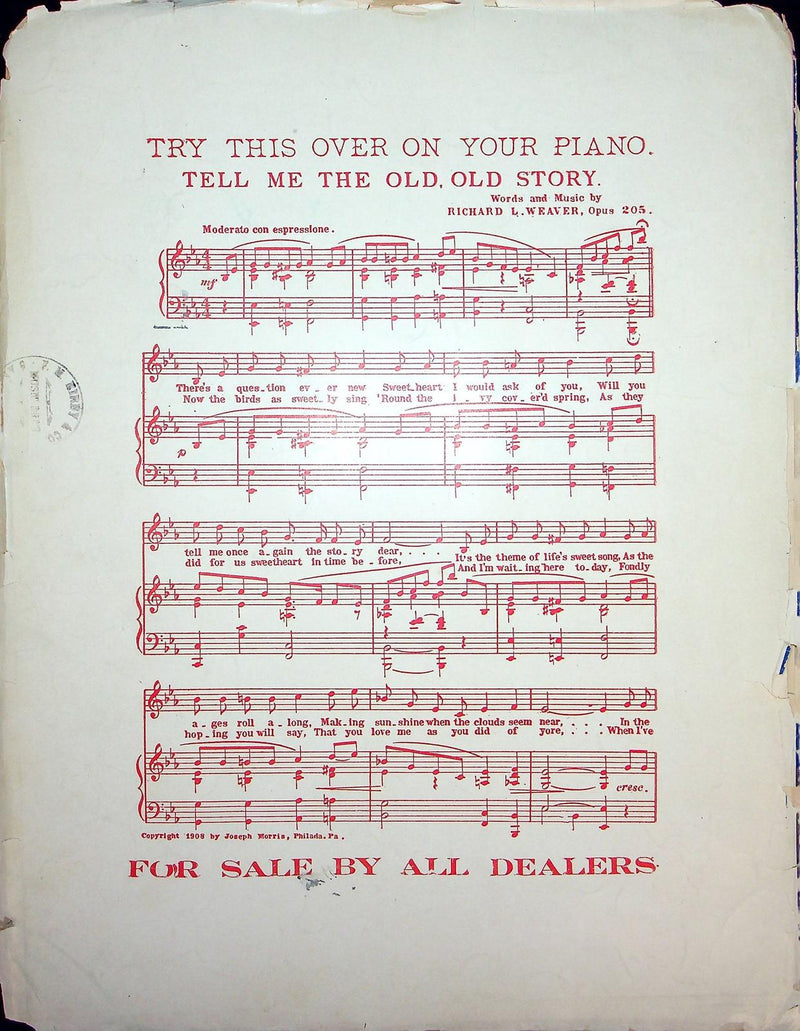 TRY THIS OVER ON YOUR PIANO.
TELL ME THE OLD, OLD STORY.
Words and Music by
RICHARD L. WEAVER, Opus 205.
Moderato con espressione.
mf
There's a ques-tion ev-er new Sweet-heart I would ask of you, Will you
Now the birds as sweet-ly sing 'Round the i-vy cov-er'd spring, As they
p
tell me once a-gain the sto-ry dear, . . . . It's the theme of life's sweet song, As the
did for us sweetheart in time be-fore, And I'm wait-ing here to-day, Fondly
a-ges roll a-long, Mak-ing sun-shine when the clouds seem near, . . . . In the
hop-ing you will say, That you love me as you did of yore, . . . . When I've
cresc.
Copyright 1908 by Joseph Morris, Philada. Pa.
FOR SALE BY ALL DEALERS.